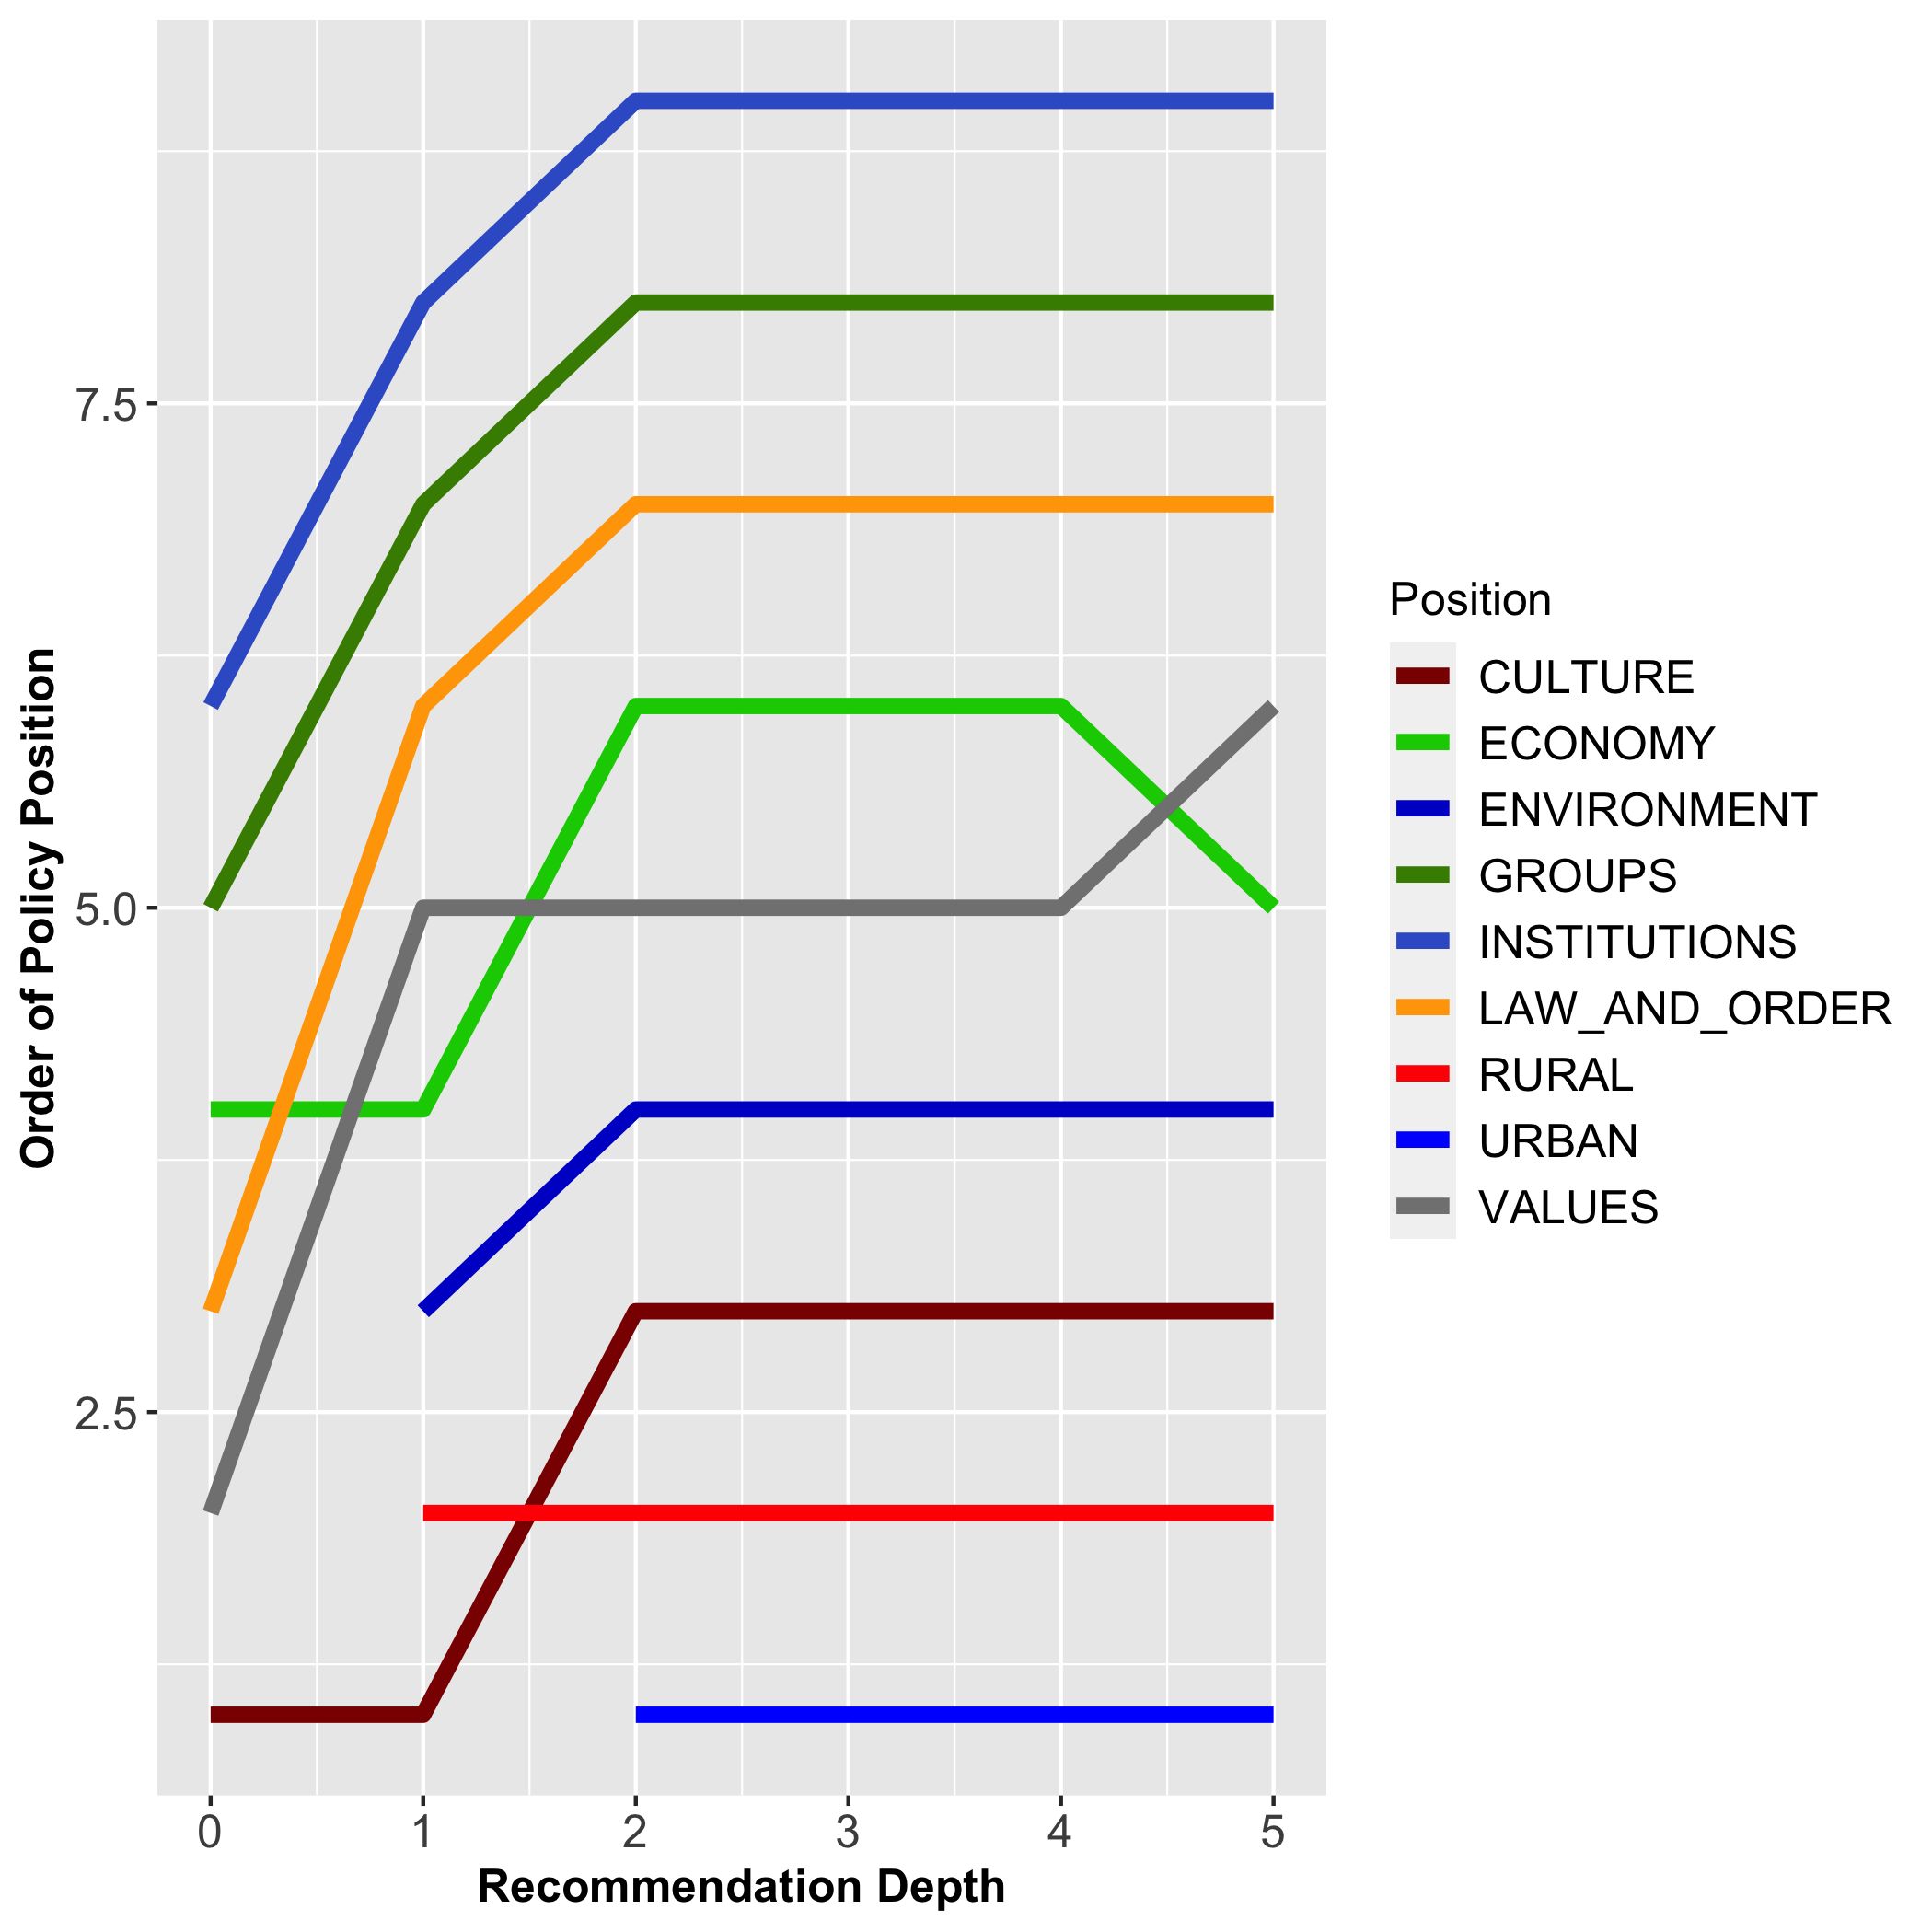 Order of Policy Position
7.5
5.0
2.5
0 1 2 3 4 5
Recommendation Depth
Position
CULTURE
ECONOMY
ENVIRONMENT
GROUPS
INSTITUTIONS
LAW_AND_ORDER
RURAL
URBAN
VALUES